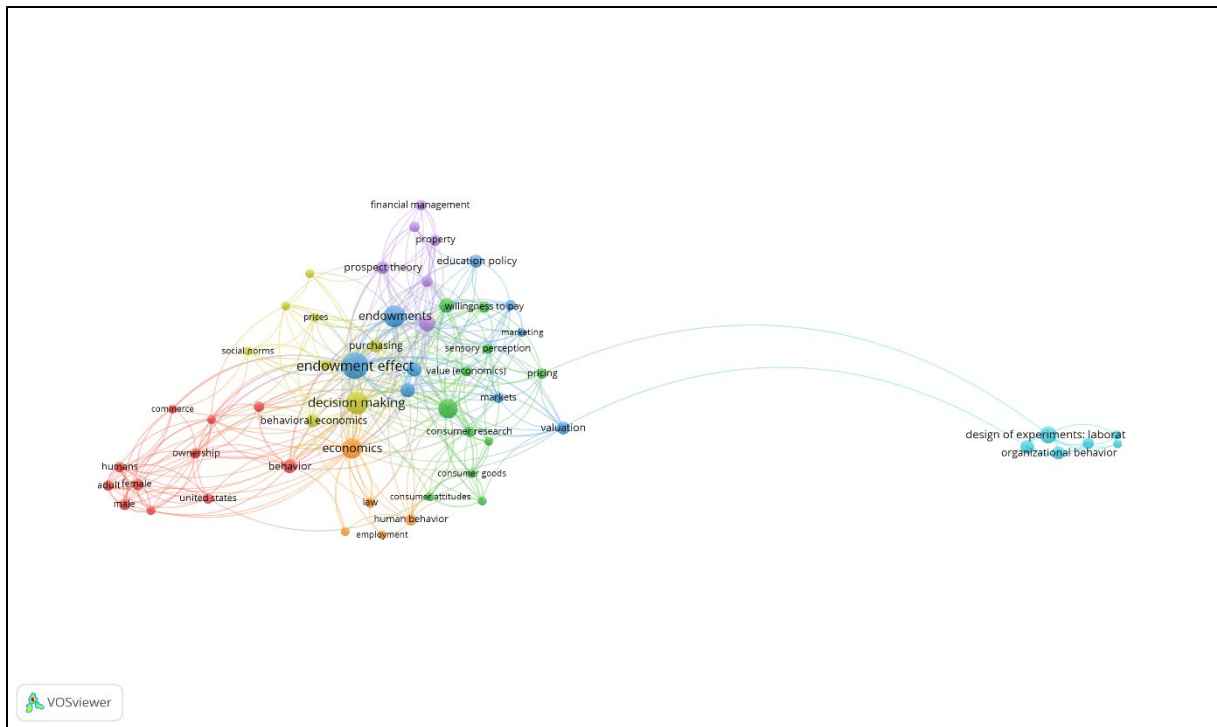 financial management
property
prospect theory
education policy
willingness to pay
endowments
prices
marketing
purchasing
sensory perception
social norms
endowment effect
value (economics)
pricing
commerce
decision making
markets
behavioral economics
consumer research
valuation
design of experiments: laborat
economics
organizational behavior
ownership
humans
behavior
consumer goods
adult
female
united states
consumer attitudes
male
law
human behavior
employment
VOSviewer